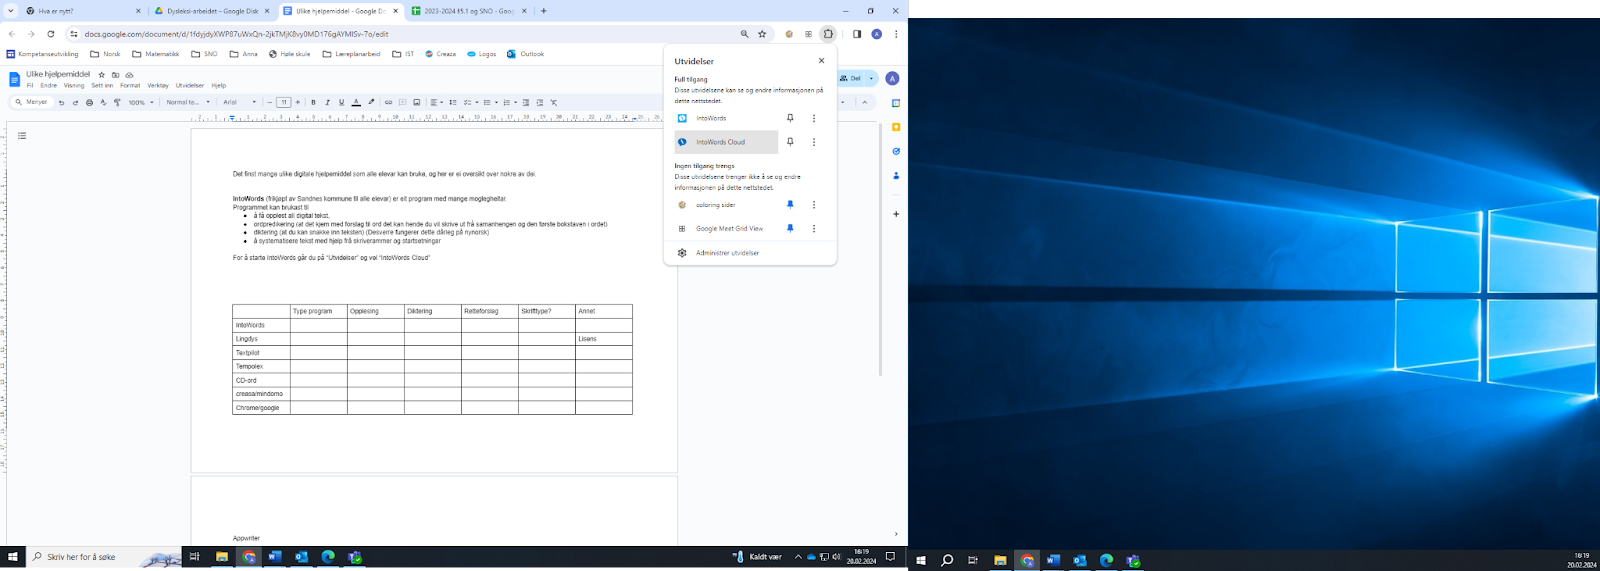 Hva er nytt?
Dysleksi-arbeidet – Google Disk
Ulike hjelpemiddel - Google Do
2023-2024 §5.1 og SNO - Goog
docs.google.com/document/d/1fdyjdyXWP87uWxQn-2jkTMjK8vy0MD176gAYMlSv-7o/edit
Kompetanseutvikling
Norsk
Matematikk
SNO
Anna
Høle skule
Læreplanarbeid
IST
Creaza
Logos
Outlook
Ulike hjelpemiddel
Fil Endre Visning Sett inn Format Verktøy Utvidelser Hjelp
Del
A
Menyer 100% Normal te... Arial 11
Utvidelser
Full tilgang
Disse utvidelsene kan se og endre informasjonen på
dette nettstedet.
IntoWords
IntoWords Cloud
Ingen tilgang trengs
Disse utvidelsene trenger ikke å se og endre
informasjonen på dette nettstedet.
coloring sider
Google Meet Grid View
Administrer utvidelser
Det finst mange ulike digitale hjelpemiddel som alle elevar kan bruke, og her er ei oversikt over nokre av dei.
IntoWords (frikjøpt av Sandnes kommune til alle elevar) er eit program med mange moglegheitar.
Programmet kan brukast til
å få opplest all digital tekst,
ordpredikering (at det kjem med forslag til ord det kan hende du vil skrive ut frå samanhengen og den første bokstaven i ordet)
diktering (at du kan snakke inn teksten) (Desverre fungerer dette dårleg på nynorsk)
å systematisere tekst med hjelp frå skriverammer og startsetningar
For å starte IntoWords går du på "Utvidelser" og vel "IntoWords Cloud"
Type program Opplesing Diktering Retteforslag Skrifttype? Annet
IntoWords
Lingdys Lisens
Textpilot
Tempolex
CD-ord
creasa/mindomo
Chrome/google
Appwriter
Skriv her for å søke
Kaldt vær
16:19
20.02.2024
16:19
20.02.2024